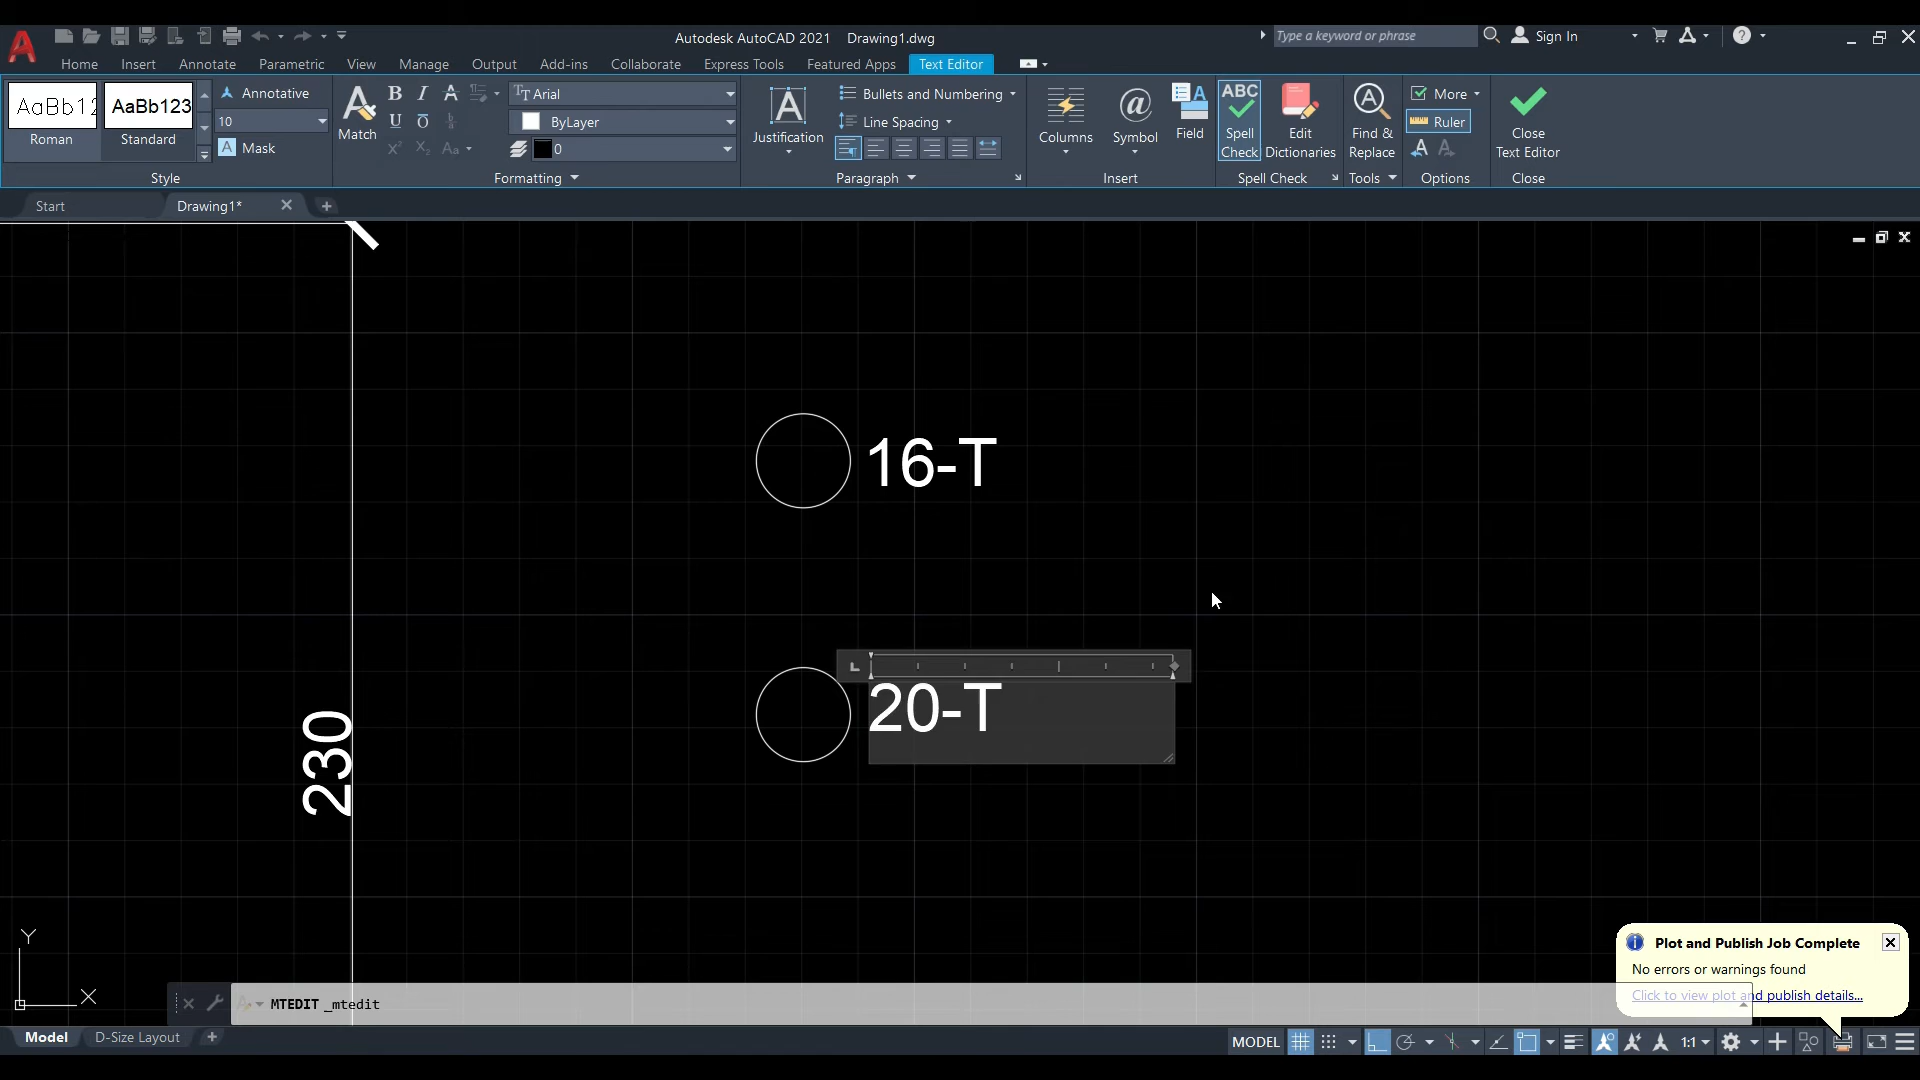 Autodesk AutoCAD 2021 Drawing1.dwg
Type a keyword or phrase
Sign In
Home Insert Annotate Parametric View Manage Output Add-ins Collaborate Express Tools Featured Apps Text Editor
AaBb12 AaBb123
Roman Standard
Annotative
10
Mask
Style
Match
Arial
ByLayer
0
Formatting
Justification
Bullets and Numbering
Line Spacing
Paragraph
Columns
Symbol
Field
Insert
ABC
Spell
Check
Edit
Dictionaries
Spell Check
Find &
Replace
Tools
More
Ruler
Options
Close
Text Editor
Close
Start Drawing1*
16-T
20-T
230
Y
X
Plot and Publish Job Complete
No errors or warnings found
Click to view plot and publish details...
MTEDIT _mtedit
Model D-Size Layout
MODEL
1:1